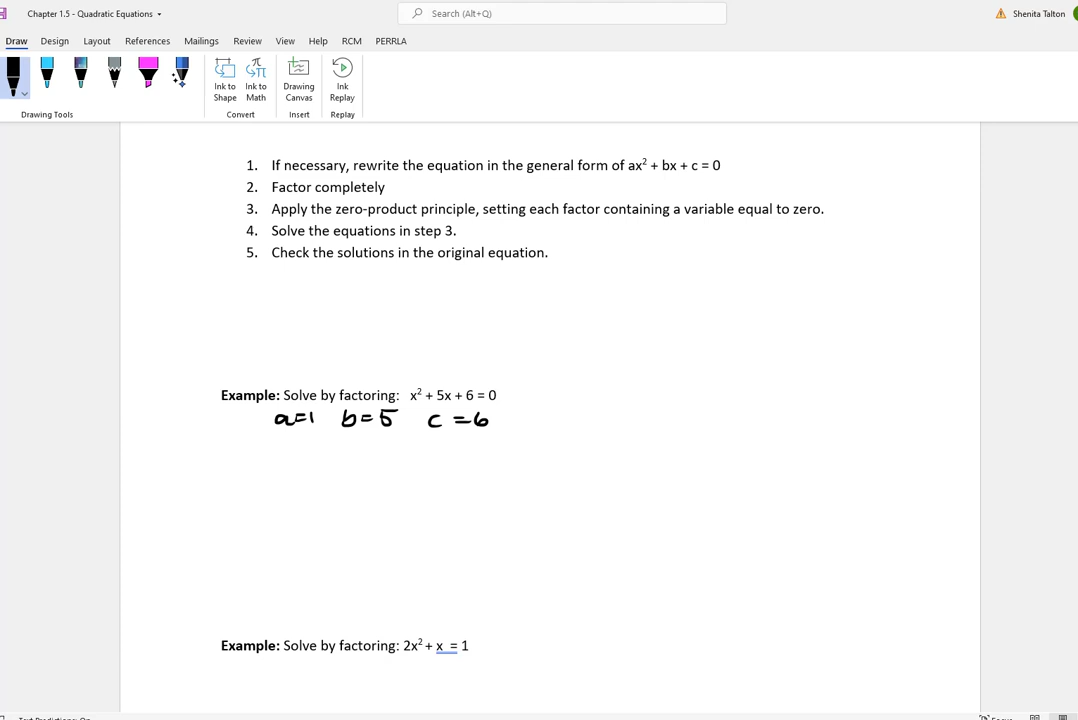 Chapter 1.5 - Quadratic Equations
Search (Alt+Q)
Shenita Talton
Draw Design Layout References Mailings Review View Help RCM PERRLA
Ink to Shape
Ink to Math
Drawing Canvas
Ink Replay
Drawing Tools Convert Insert Replay
1. If necessary, rewrite the equation in the general form of ax² + bx + c = 0
2. Factor completely
3. Apply the zero-product principle, setting each factor containing a variable equal to zero.
4. Solve the equations in step 3.
5. Check the solutions in the original equation.
Example: Solve by factoring: x² + 5x + 6 = 0
a=1 b=5 c =6
Example: Solve by factoring: 2x² + x = 1
Text Predictions: On
Focus